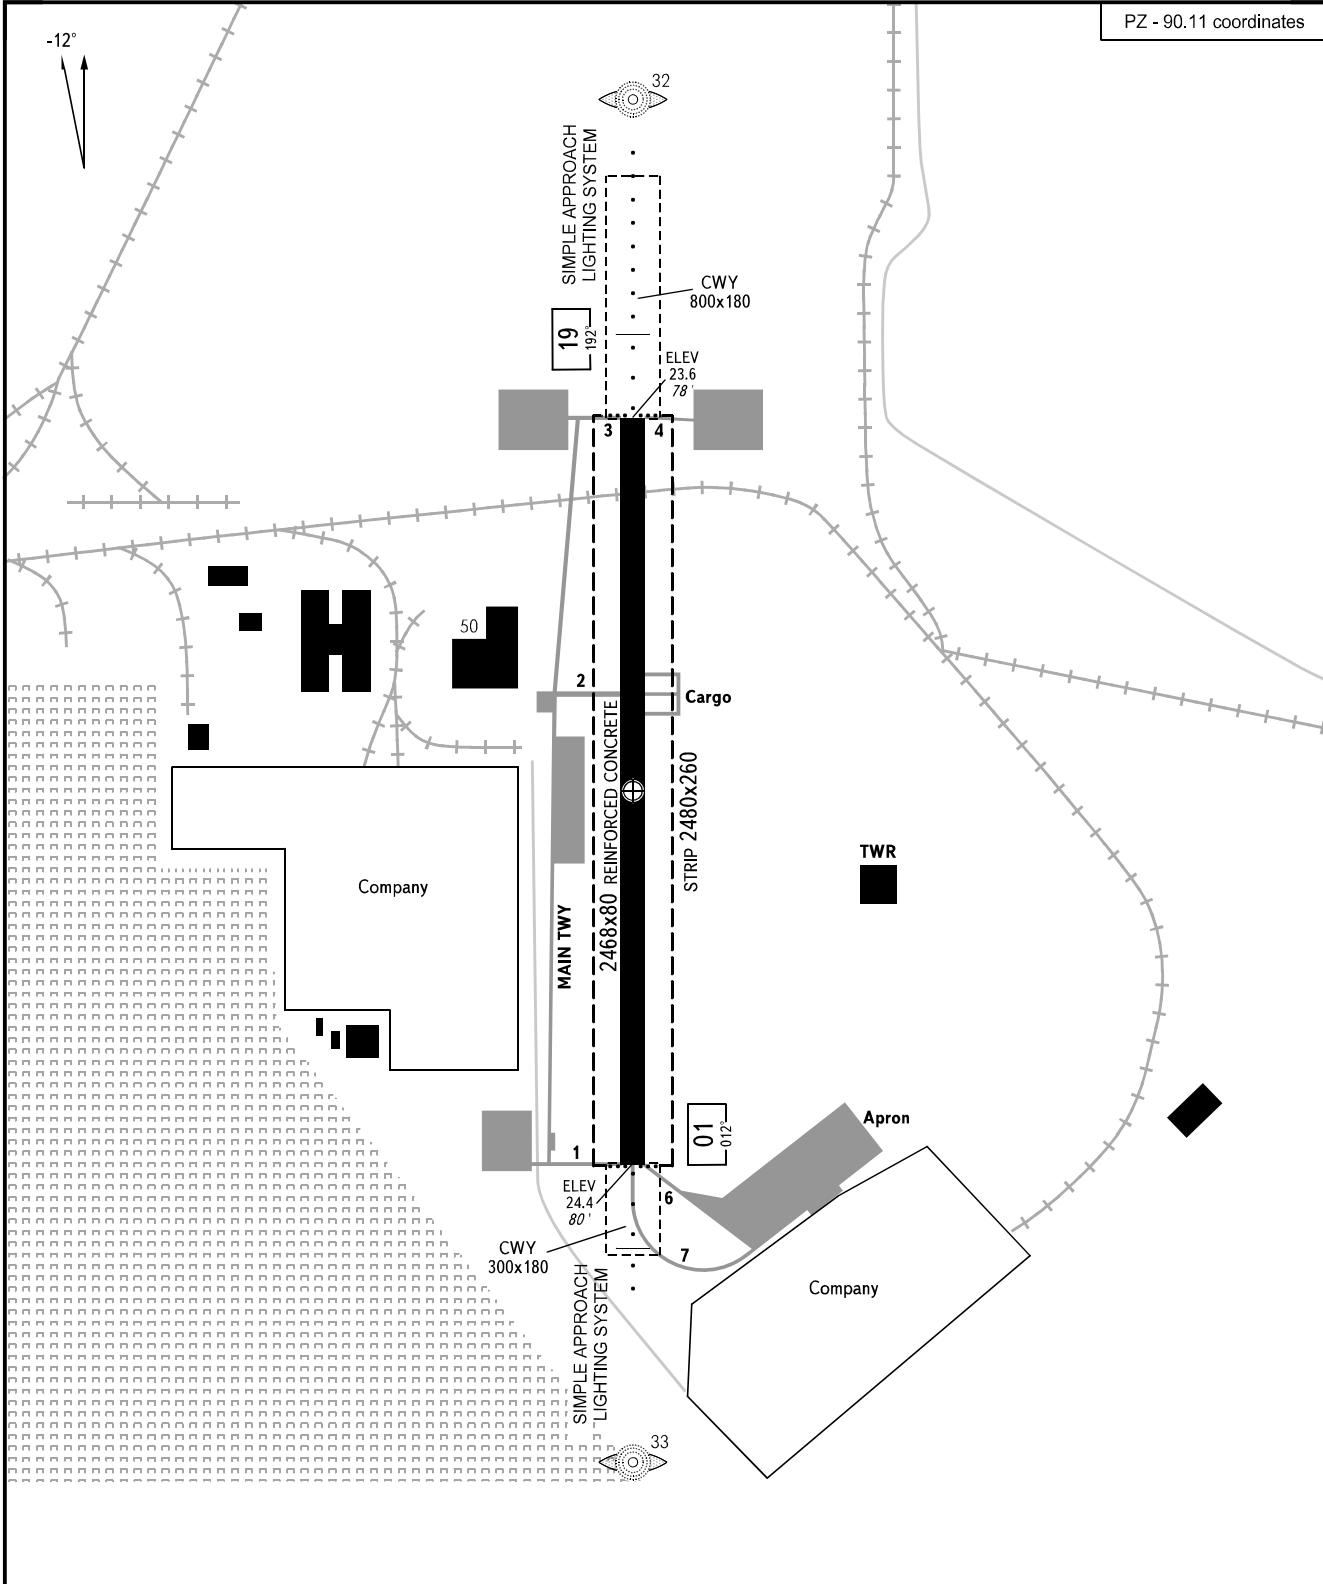 PZ - 90.11 coordinates
-12°
32
SIMPLE APPROACH
LIGHTING SYSTEM
CWY
800x180
19
192°
ELEV
23.6
78 '
3
4
50
2
Cargo
2468x80 REINFORCED CONCRETE
STRIP 2480x260
TWR
Company
MAIN TWY
01
012°
Apron
1
ELEV
24.4
80 '
6
CWY
300x180
7
Company
SIMPLE APPROACH
LIGHTING SYSTEM
33